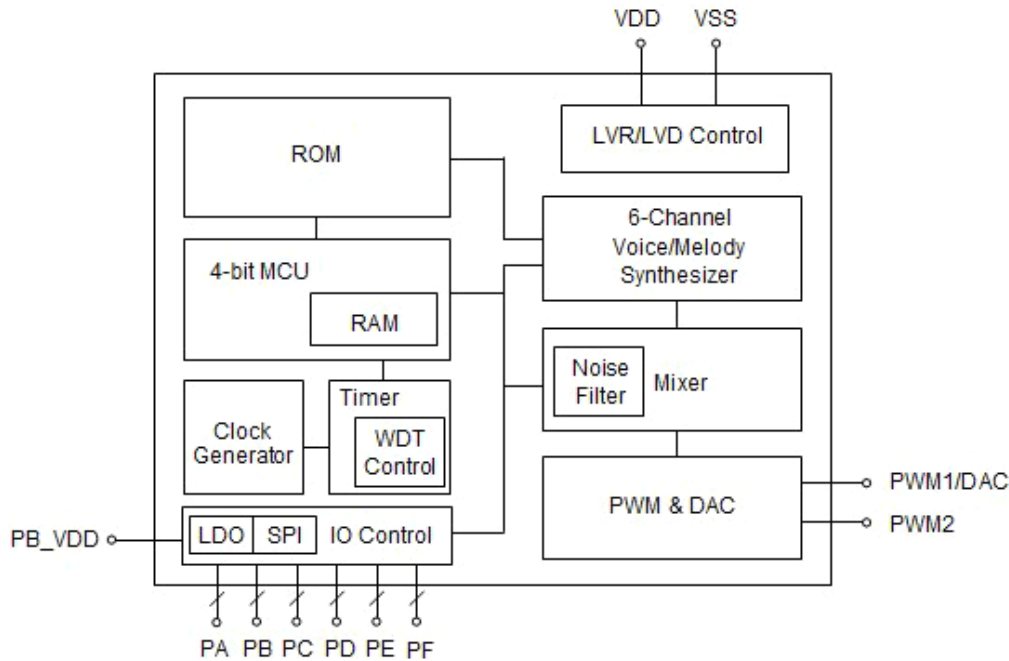 VDD VSS
ROM
LVR/LVD Control
6-Channel
Voice/Melody
Synthesizer
4-bit MCU
RAM
Noise
Filter
Mixer
Timer
Clock
Generator
WDT
Control
PWM & DAC
PWM1/DAC
PWM2
PB_VDD
LDO SPI IO Control
PA PB PC PD PE PF